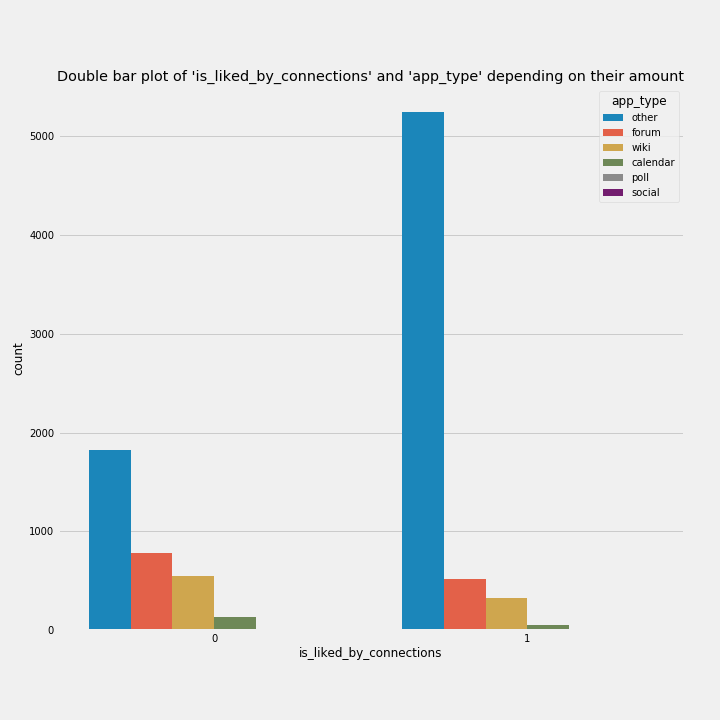 Double bar plot of 'is_liked_by_connections' and 'app_type' depending on their amount
app_type
other
forum
wiki
calendar
poll
social
5000
4000
3000
2000
1000
0
count
0
1
is_liked_by_connections